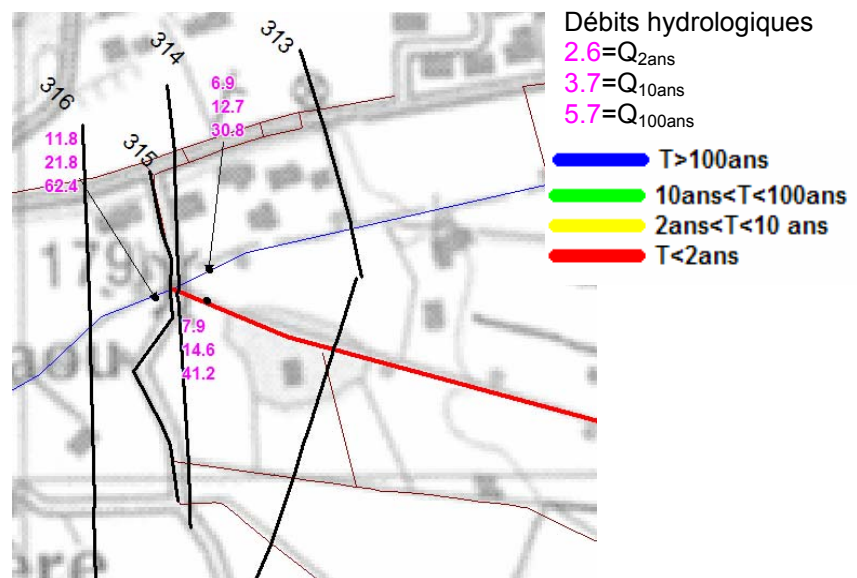 Débits hydrologiques
2.6=Q2ans
3.7=Q10ans
5.7=Q100ans
T>100ans
10ans<T<100ans
2ans<T<10 ans
T<2ans
313
314
316
315
6.9
12.7
30.8
11.8
21.8
62.4
7.9
14.6
41.2
179
aou
ere